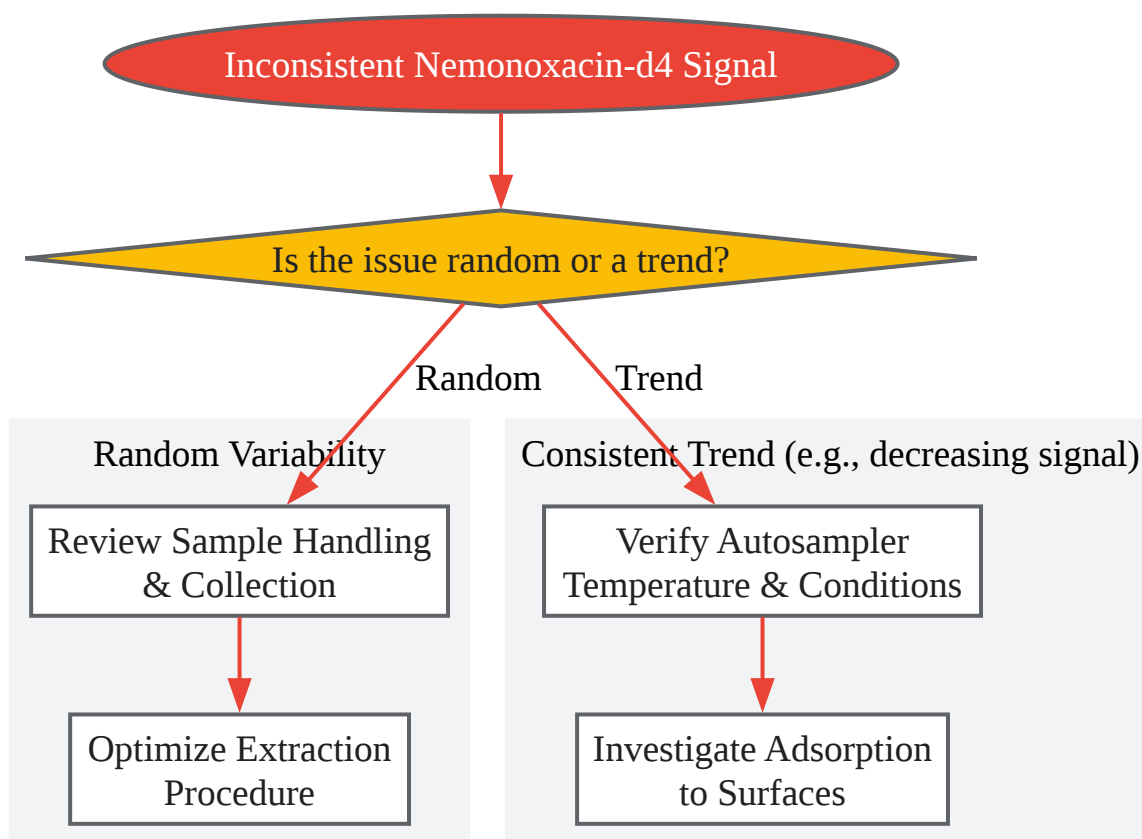 Inconsistent Nemonoxacin-d4 Signal
Is the issue random or a trend?
Random
Trend
Random Variability
Review Sample Handling
& Collection
Optimize Extraction
Procedure
Consistent Trend (e.g., decreasing signal)
Verify Autosampler
Temperature & Conditions
Investigate Adsorption
to Surfaces